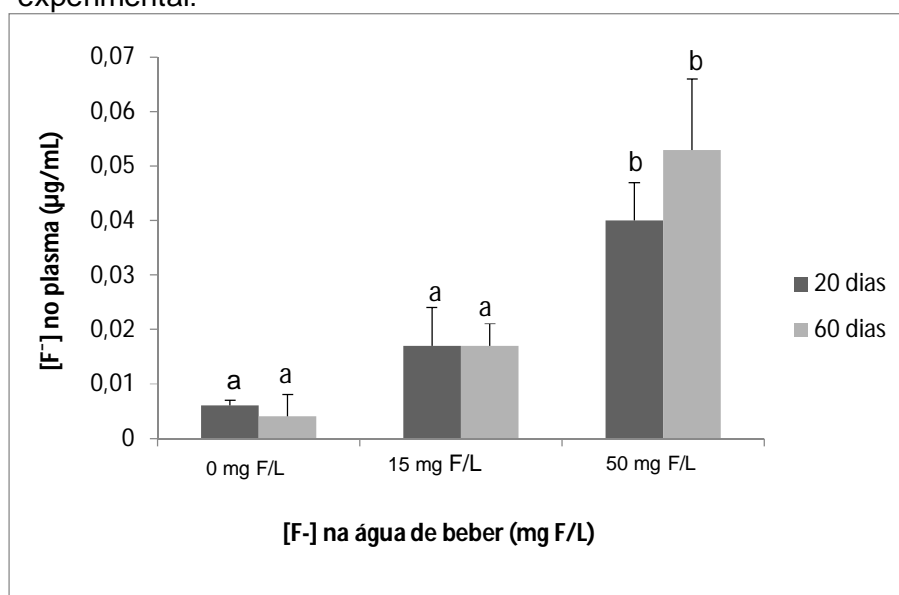 experimental.
0,07
0,06
0,05
0,04
0,03
0,02
0,01
0
[F⁻] no plasma (µg/mL)
a a
a a
b b
0 mg F/L 15 mg F/L 50 mg F/L
[F-] na água de beber (mg F/L)
20 dias
60 dias